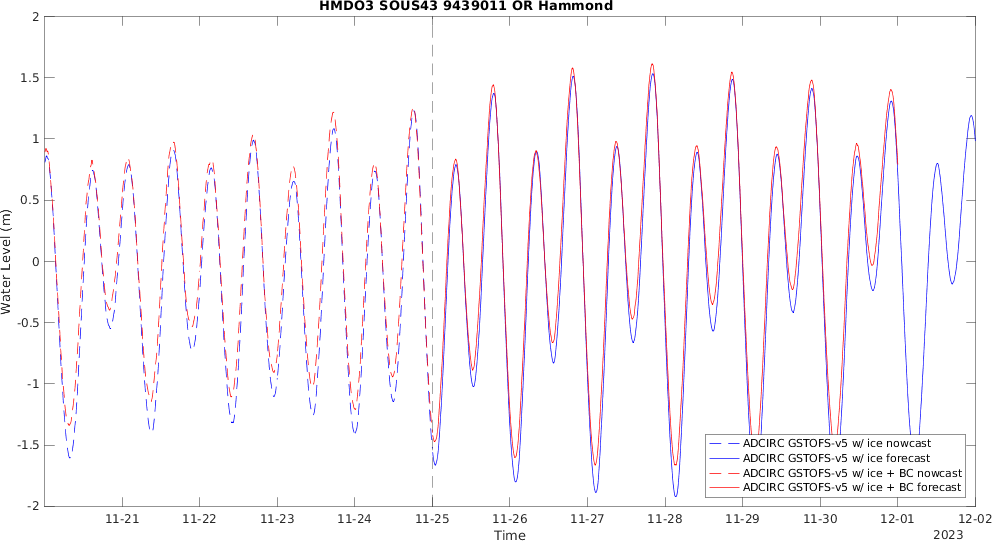 HMDO3 SOUS43 9439011 OR Hammond
2
1.5
1
0.5
0
-0.5
-1
-1.5
-2
Water Level (m)
ADCIRC GSTOFS-v5 w/ ice nowcast
ADCIRC GSTOFS-v5 w/ ice forecast
ADCIRC GSTOFS-v5 w/ ice + BC nowcast
ADCIRC GSTOFS-v5 w/ ice + BC forecast
11-21 11-22 11-23 11-24 11-25 11-26 11-27 11-28 11-29 11-30 12-01 12-02
Time
2023